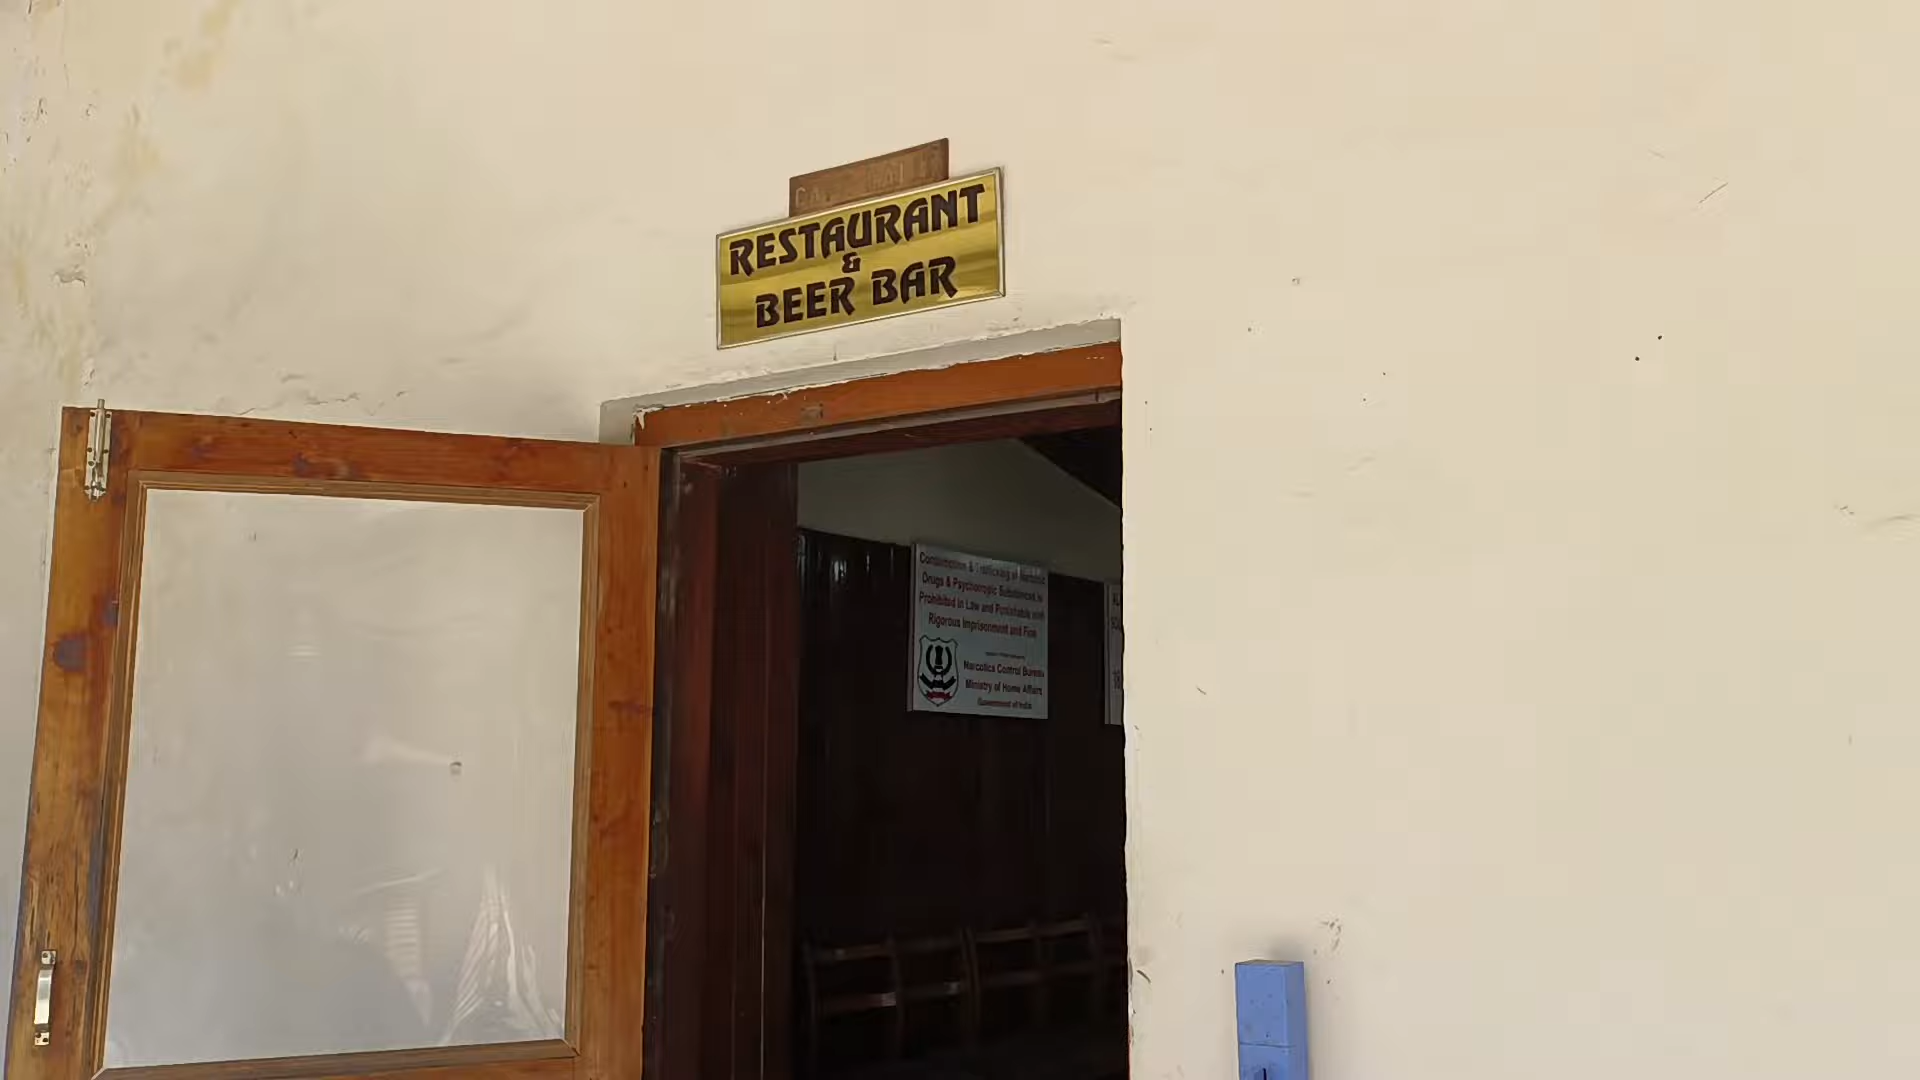 RESTAURANT
&
BEER BAR
Consumption & Trafficking of Narcotic
Drugs & Psychotropic Substances is
Prohibited in Law and Punishable with
Rigorous Imprisonment and Fine
Narcotics Control Bureau
Ministry of Home Affairs
Government of India